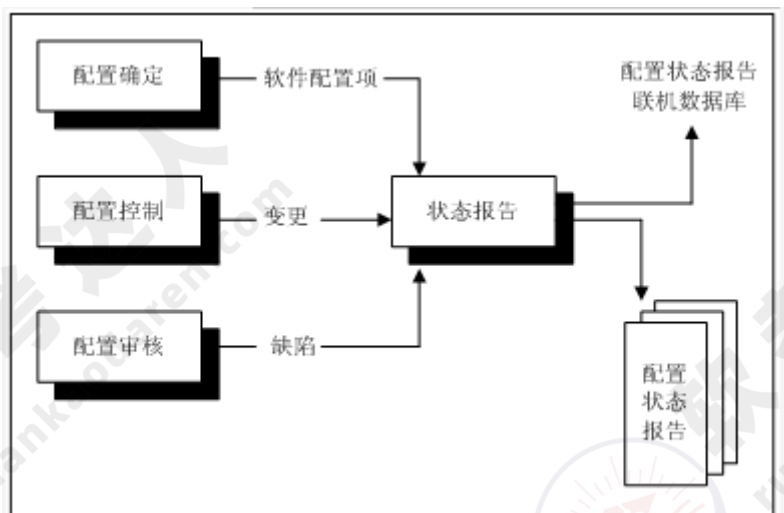 配置确定
软件配置项
配置状态报告
联机数据库
配置控制
变更
状态报告
配置审核
缺陷
配置
状态
报告